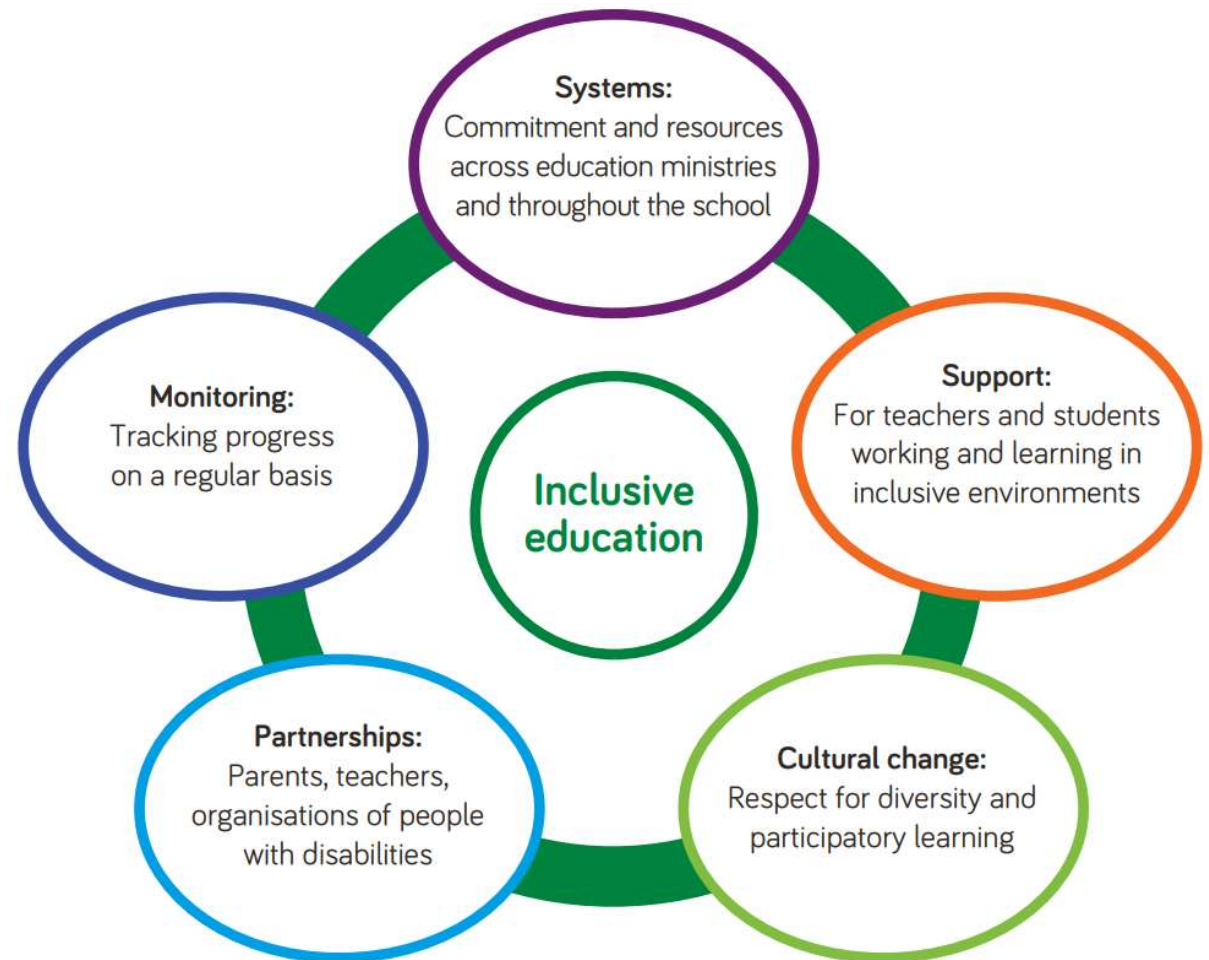 Systems:
Commitment and resources
across education ministries
and throughout the school
Support:
For teachers and students
working and learning in
inclusive environments
Monitoring:
Tracking progress
on a regular basis
Inclusive
education
Partnerships:
Parents, teachers,
organisations of people
with disabilities
Cultural change:
Respect for diversity and
participatory learning